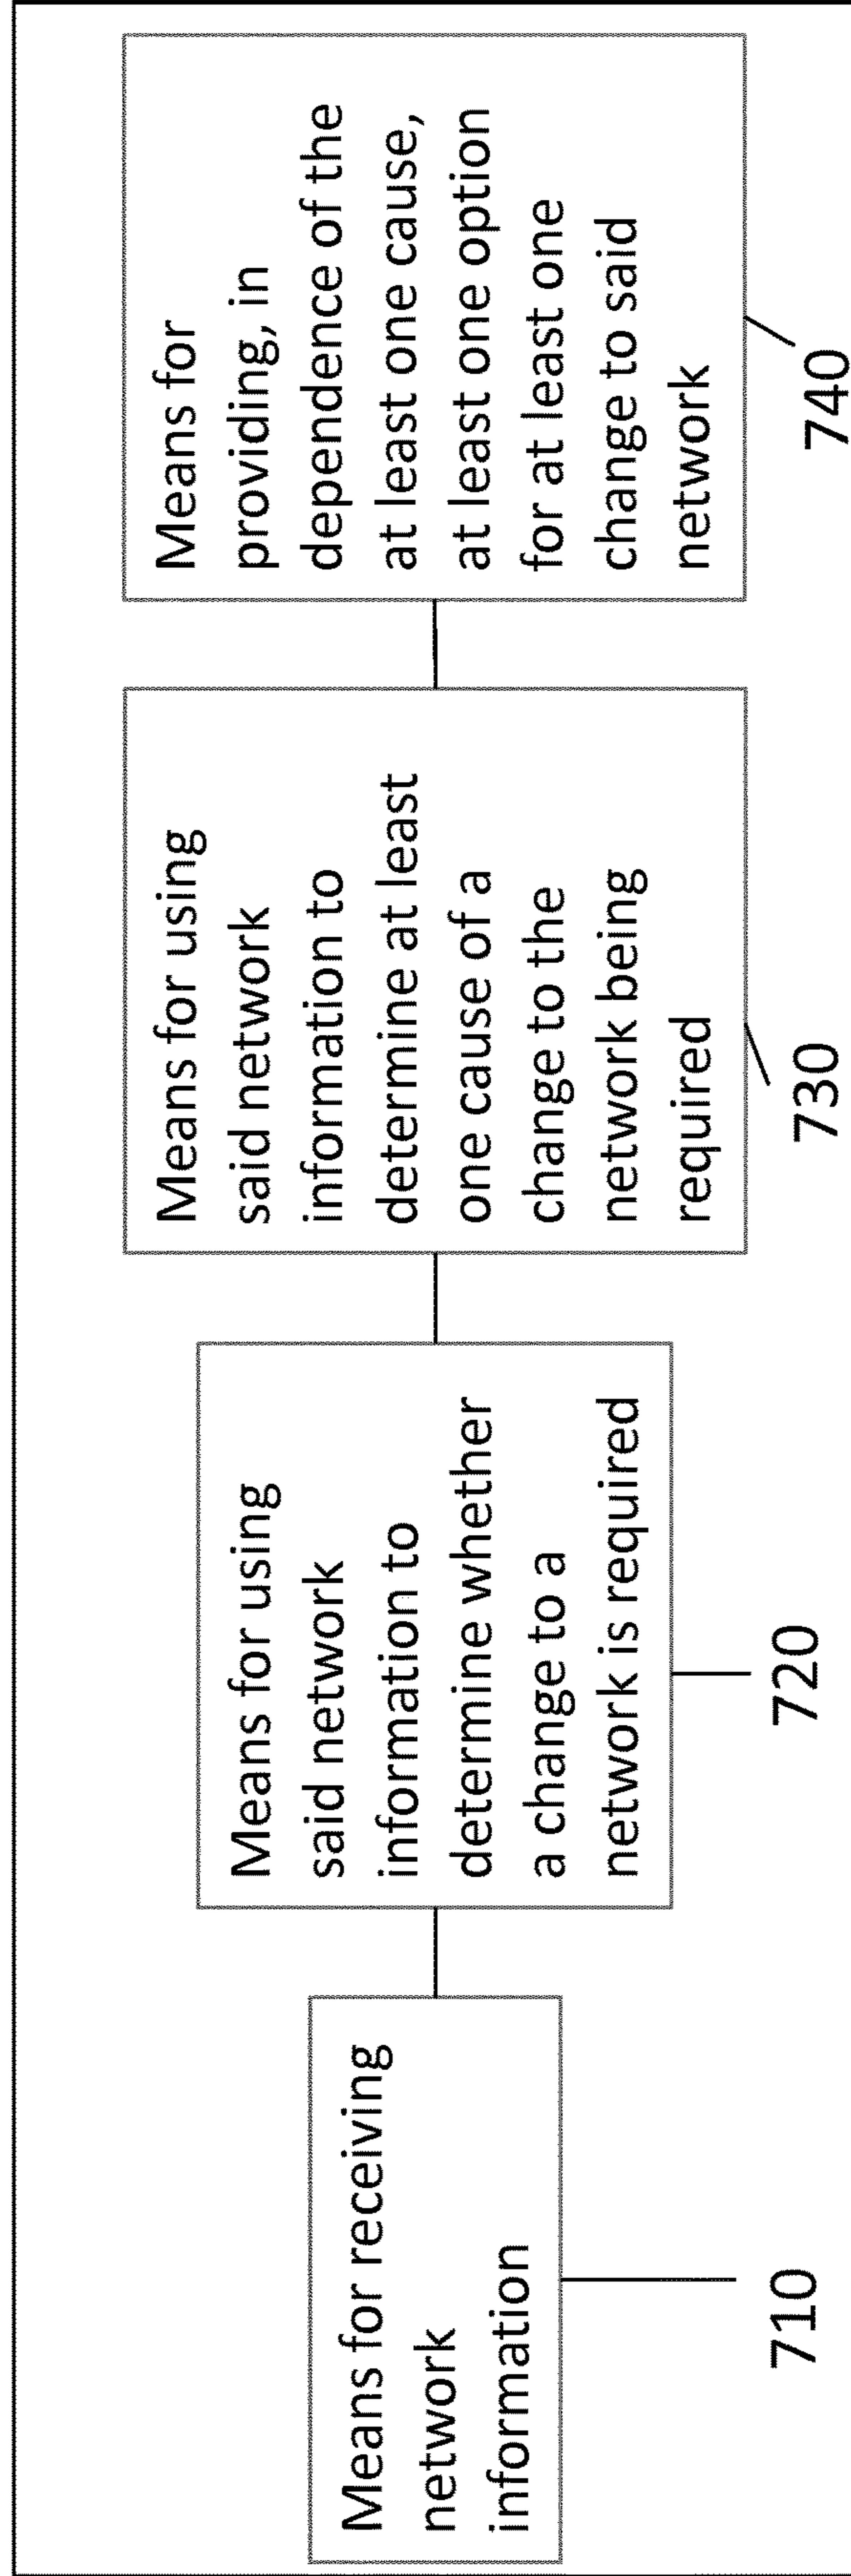 Means for receiving
network
information
710
Means for using
said network
information to
determine whether
a change to a
network is required
720
Means for using
said network
information to
determine at least
one cause of a
change to the
network being
required
730
Means for
providing, in
dependence of the
at least one cause,
at least one option
for at least one
change to said
network
740